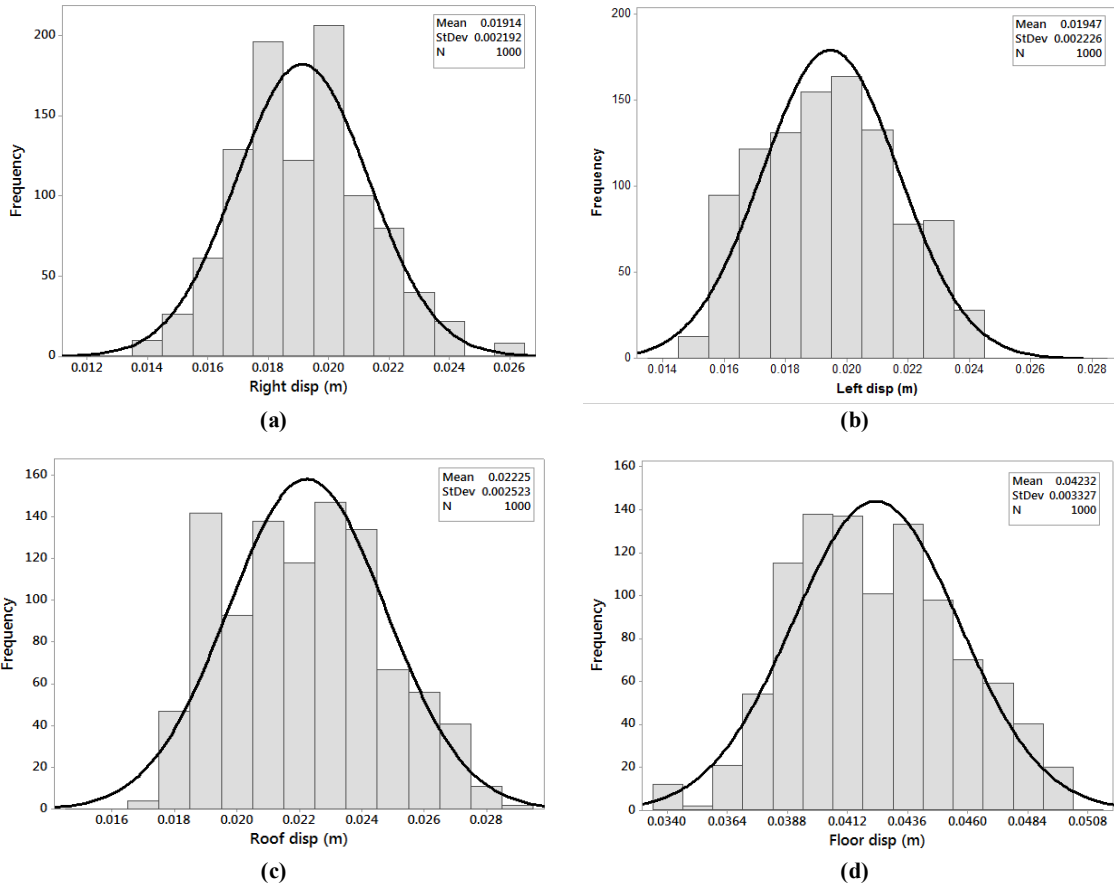 Mean 0.01914
StDev 0.002192
N 1000
200
150
100
50
0
Frequency
0.012 0.014 0.016 0.018 0.020 0.022 0.024 0.026
Right disp (m)
(a)
Mean 0.01947
StDev 0.002226
N 1000
200
150
100
50
0
Frequency
0.014 0.016 0.018 0.020 0.022 0.024 0.026 0.028
Left disp (m)
(b)
Mean 0.02225
StDev 0.002523
N 1000
160
140
120
100
80
60
40
20
0
Frequency
0.016 0.018 0.020 0.022 0.024 0.026 0.028
Roof disp (m)
(c)
Mean 0.04232
StDev 0.003327
N 1000
160
140
120
100
80
60
40
20
0
Frequency
0.0340 0.0364 0.0388 0.0412 0.0436 0.0460 0.0484 0.0508
Floor disp (m)
(d)